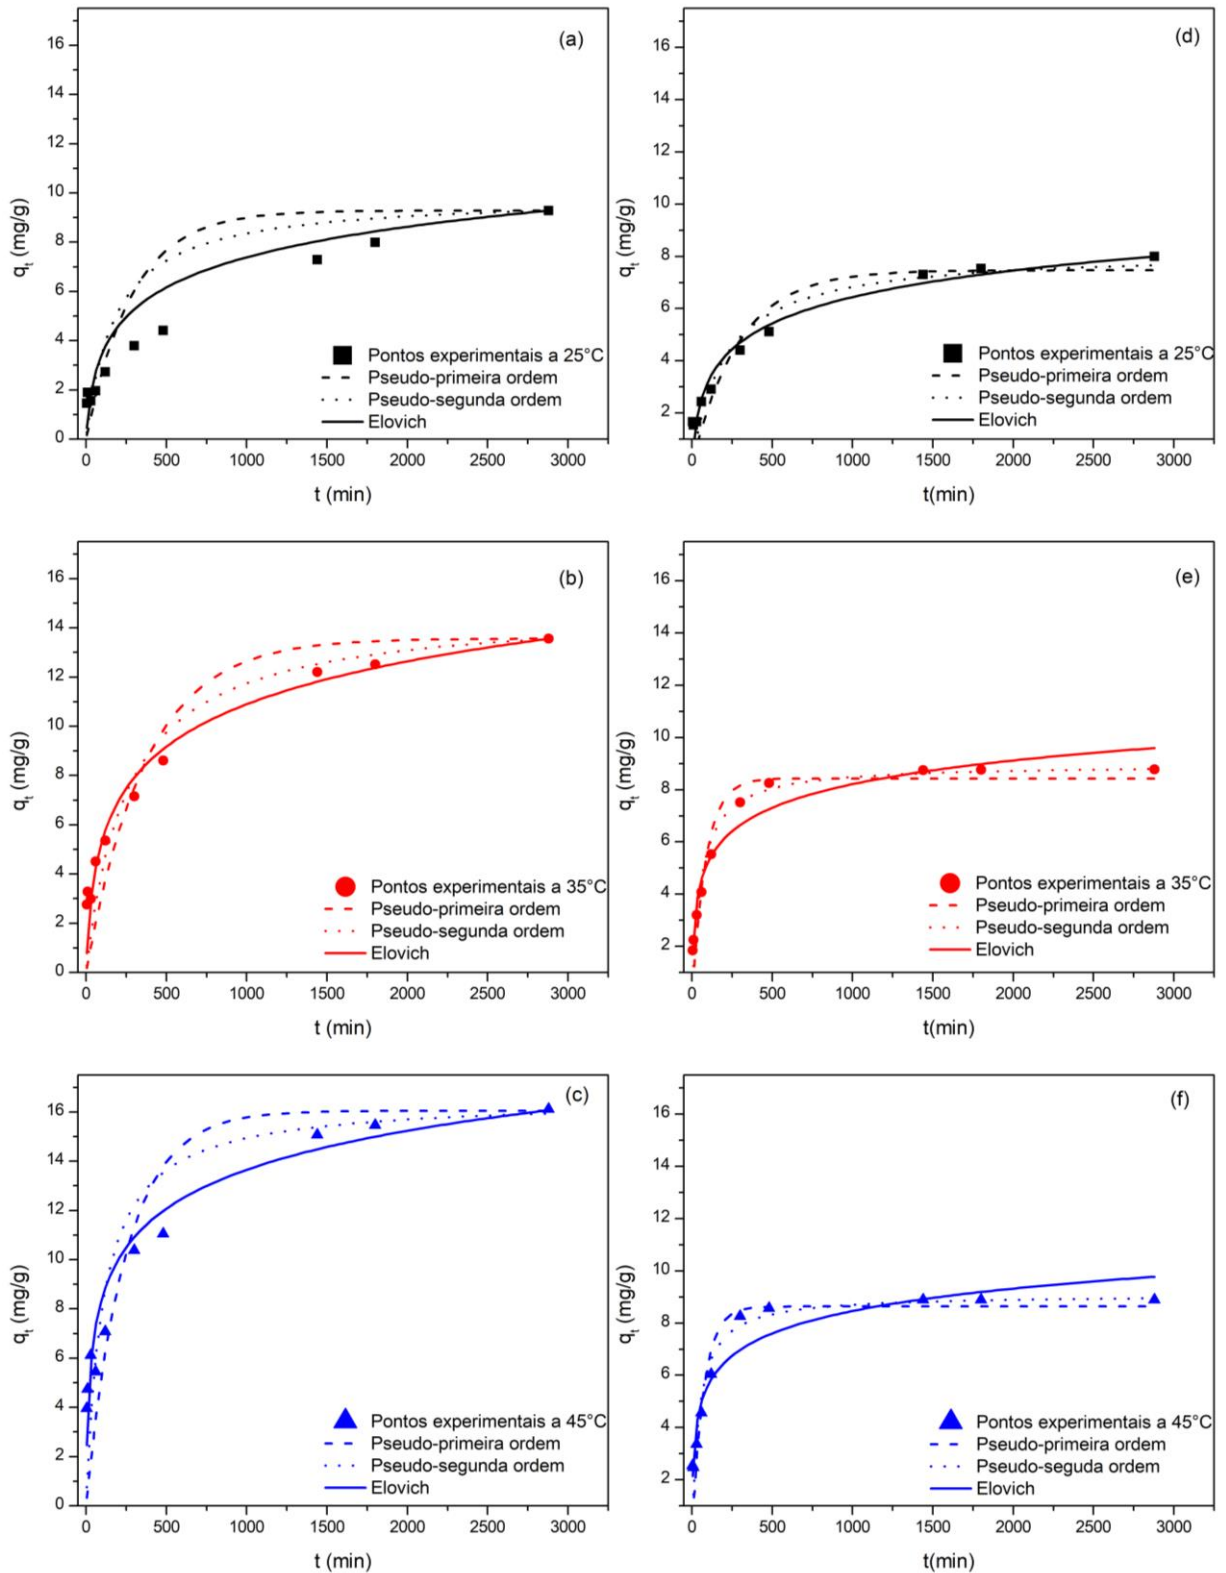 (a)
16
14
12
10
8
6
4
2
0
qt (mg/g)
Pontos experimentais a 25°C
Pseudo-primeira ordem
Pseudo-segunda ordem
Elovich
0 500 1000 1500 2000 2500 3000
t (min)
(d)
16
14
12
10
8
6
4
2
qt (mg/g)
Pontos experimentais a 25°C
Pseudo-primeira ordem
Pseudo-segunda ordem
Elovich
0 500 1000 1500 2000 2500 3000
t(min)
(b)
16
14
12
10
8
6
4
2
0
qt (mg/g)
Pontos experimentais a 35°C
Pseudo-primeira ordem
Pseudo-segunda ordem
Elovich
0 500 1000 1500 2000 2500 3000
t (min)
(e)
16
14
12
10
8
6
4
2
qt (mg/g)
Pontos experimentais a 35°C
Pseudo-primeira ordem
Pseudo-segunda ordem
Elovich
0 500 1000 1500 2000 2500 3000
t(min)
(c)
16
14
12
10
8
6
4
2
0
qt (mg/g)
Pontos experimentais a 45°C
Pseudo-primeira ordem
Pseudo-segunda ordem
Elovich
0 500 1000 1500 2000 2500 3000
t (min)
(f)
16
14
12
10
8
6
4
2
qt (mg/g)
Pontos experimentais a 45°C
Pseudo-primeira ordem
Pseudo-seguda ordem
Elovich
0 500 1000 1500 2000 2500 3000
t(min)